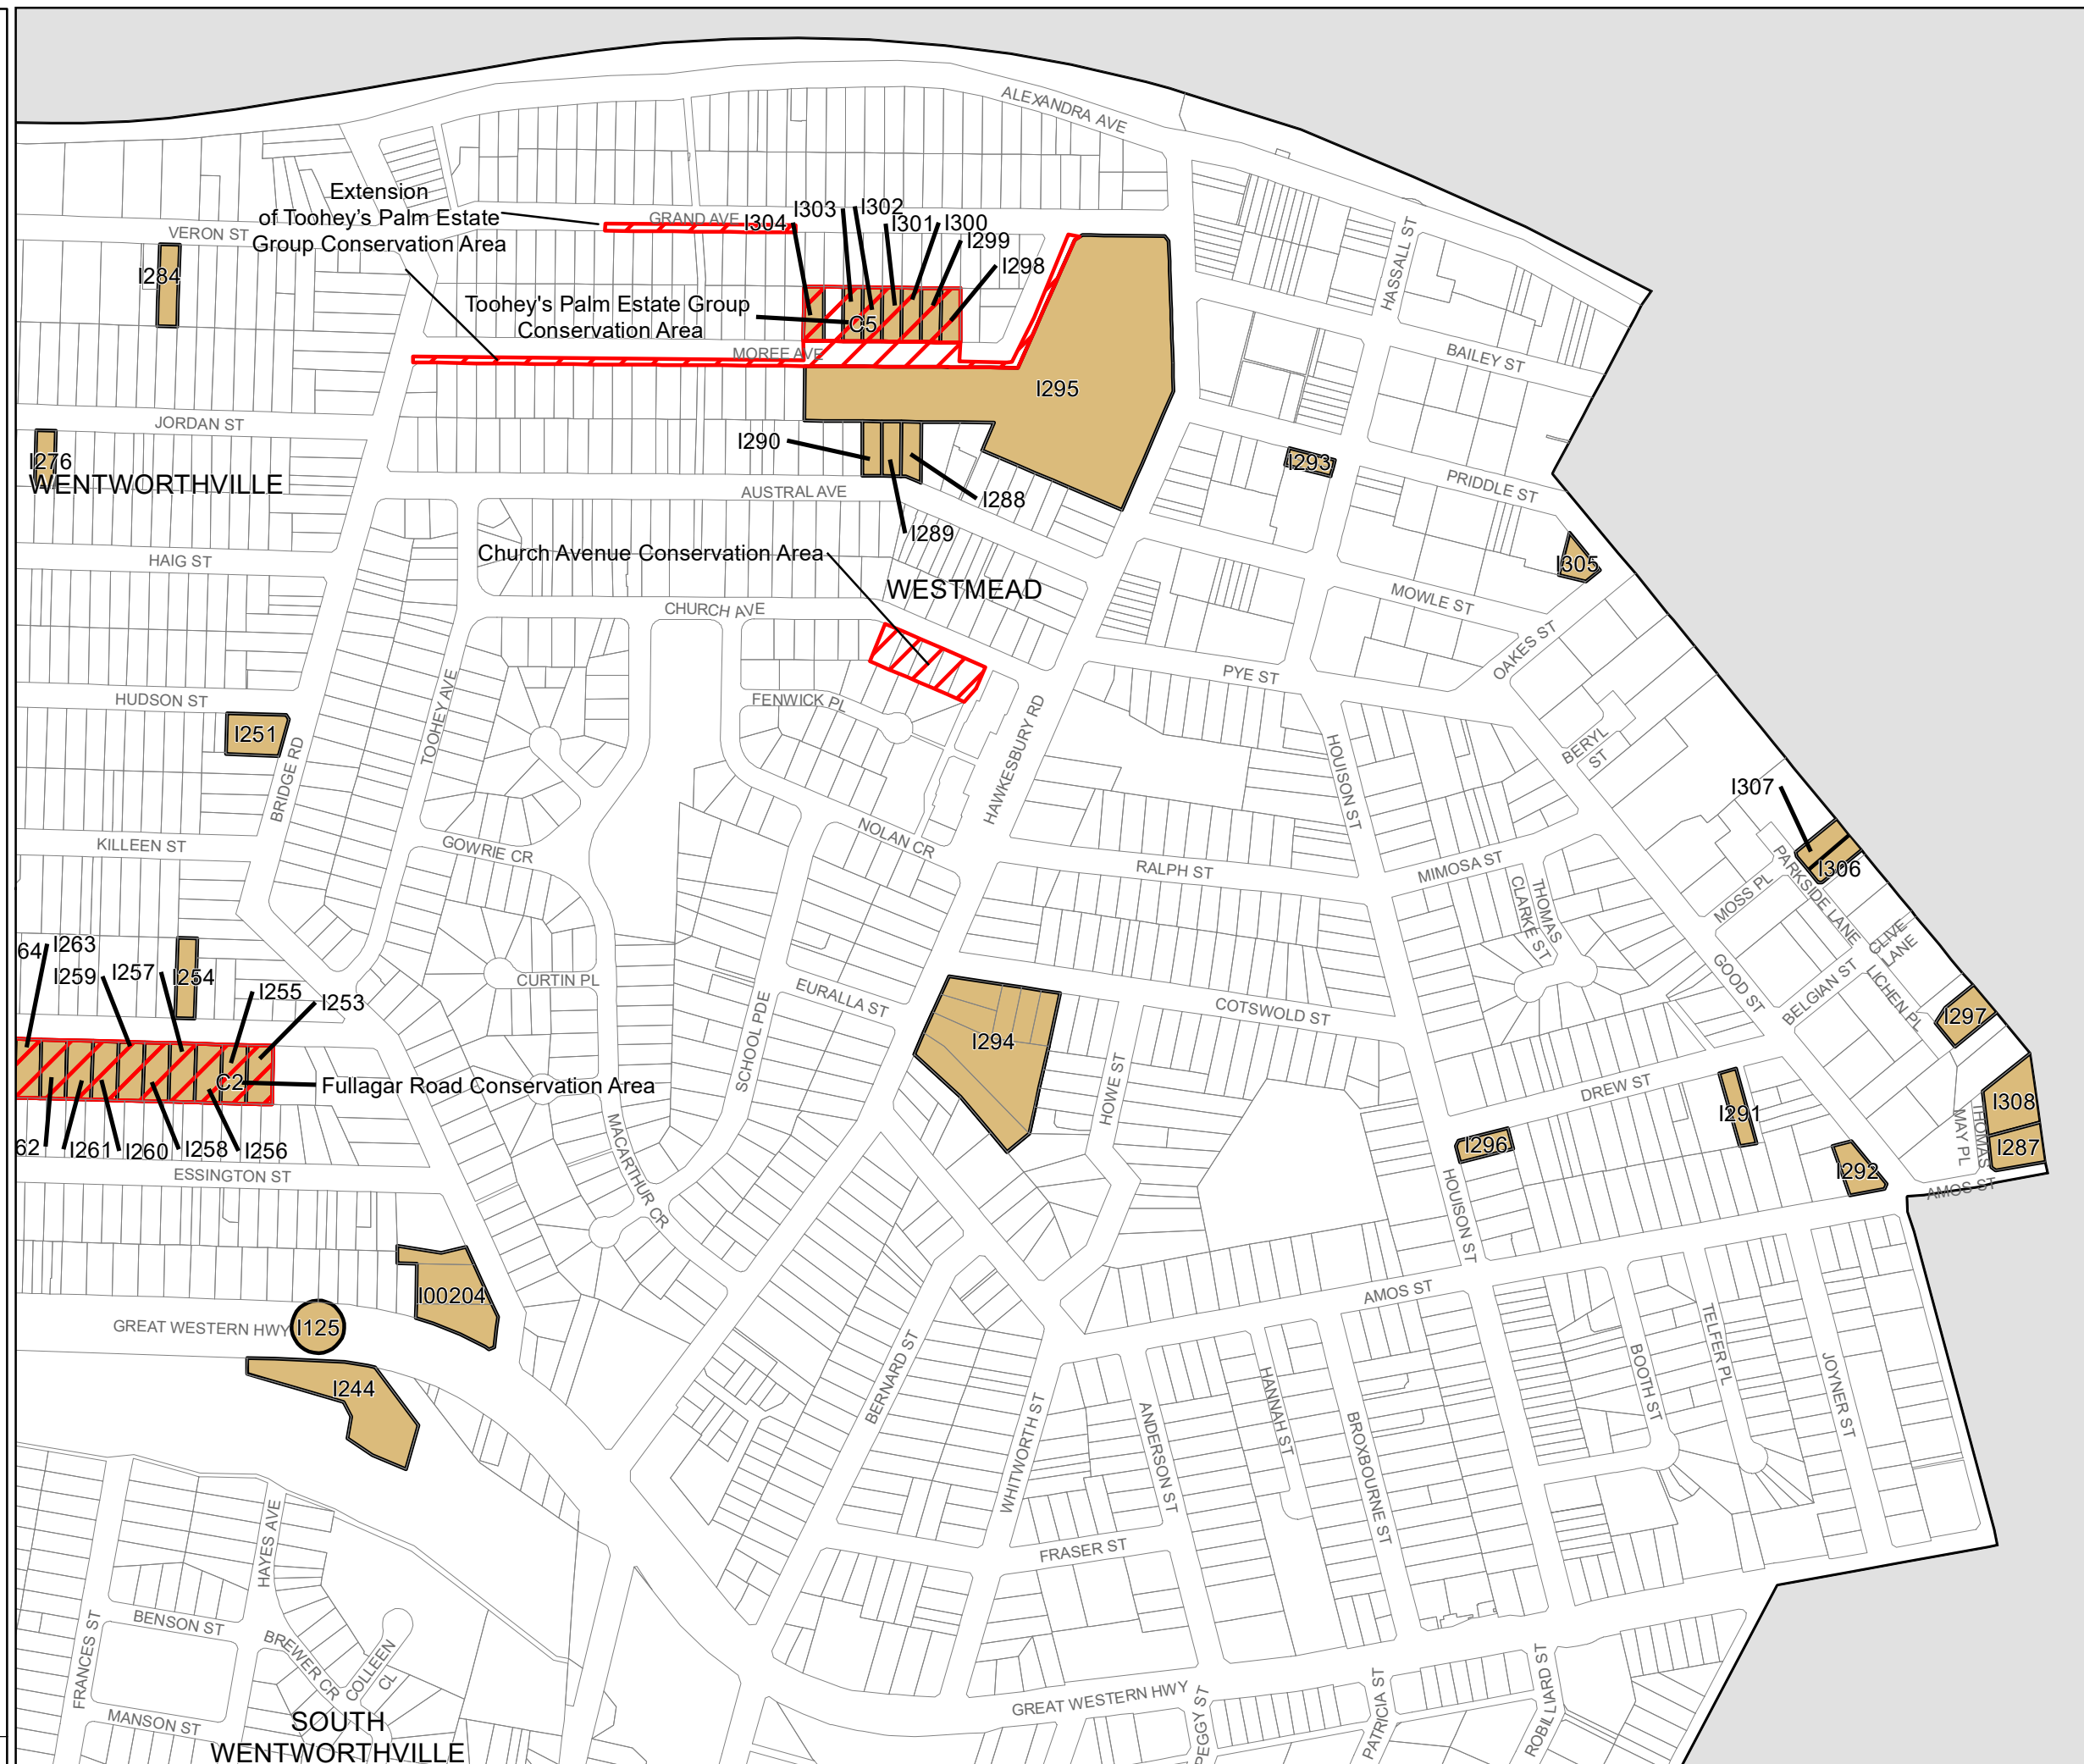 ALEXANDRA AVE
Extension
of Toohey's Palm Estate
Group Conservation Area
VERON ST
GRAND AVE
I304
I303
I302
I301
I300
I299
I298
HASSALL ST
I284
Toohey's Palm Estate Group
Conservation Area
C5
MOREE AVE
BAILEY ST
I295
JORDAN ST
I290
I276
WENTWORTHVILLE
I293
PRIDDLE ST
AUSTRAL AVE
I288
I289
HAIG ST
Church Avenue Conservation Area
I305
WESTMEAD
MOWLE ST
CHURCH AVE
OAKES ST
PYE ST
HUDSON ST
FENWICK PL
TOOHEY AVE
I251
BRIDGE RD
HAWKESBURY RD
HOUISON ST
BERYL
ST
I307
KILLEEN ST
GOWRIE CR
NOLAN CR
RALPH ST
MIMOSA ST
I306
THOMAS
CLARKE ST
MOSS PL
PARKSIDE LANE
64
I263
I259
I257
I254
I255
I253
CURTIN PL
EURALLA ST
COTSWOLD ST
GOOD ST
BELGIAN ST
CLIVE
LANE
LICHEN PL
I297
I294
SCHOOL PDE
C2
Fullagar Road Conservation Area
HOWE ST
DREW ST
I291
I308
THOMAS
MAY PL
I287
62
I261
I260
I258
I256
MACARTHUR CR
I296
I292
ESSINGTON ST
AMOS ST
HOUISON ST
I00204
AMOS ST
GREAT WESTERN HWY
I125
I244
BERNARD ST
WHITWORTH ST
ANDERSON ST
HANNAH ST
BROXBOURNE ST
BOOTH ST
TELFER PL
JOYNER ST
HAYES AVE
FRASER ST
FRANCES ST
BENSON ST
BREWER CR
COLLEEN
CL
MANSON ST
SOUTH
WENTWORTHVILLE
GREAT WESTERN HWY
PEGGY ST
PATRICIA ST
ROBILLIARD ST